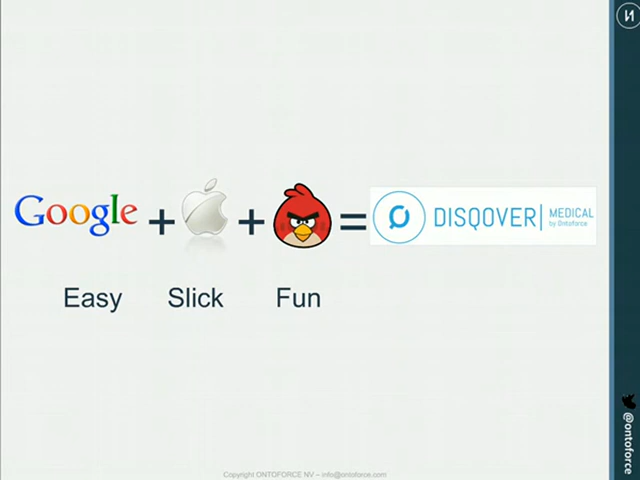 Google + + = DISQOVER MEDICAL
by Ontoforce
Easy Slick Fun
@ontoforce
Copyright ONTOFORCE NV – info@ontoforce.com